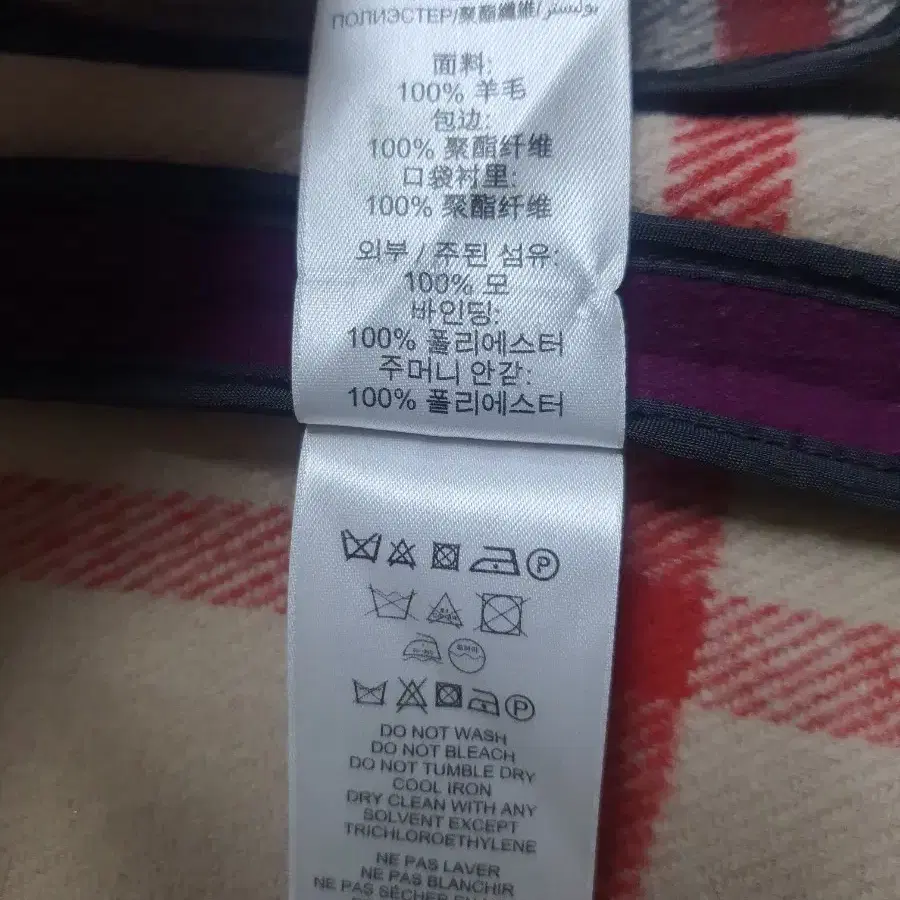 ПОЛИЭСТЕР/聚酯纖維/بوليستر
面料:
100% 羊毛
包边:
100% 聚酯纤维
口袋衬里:
100% 聚酯纤维
외부 / 주된 섬유:
100% 모
바인딩:
100% 폴리에스터
주머니 안감:
100% 폴리에스터
P
P
DO NOT WASH
DO NOT BLEACH
DO NOT TUMBLE DRY
COOL IRON
DRY CLEAN WITH ANY
SOLVENT EXCEPT
TRICHLOROETHYLENE
NE PAS LAVER
NE PAS BLANCHIR
NE PAS SÉCHER